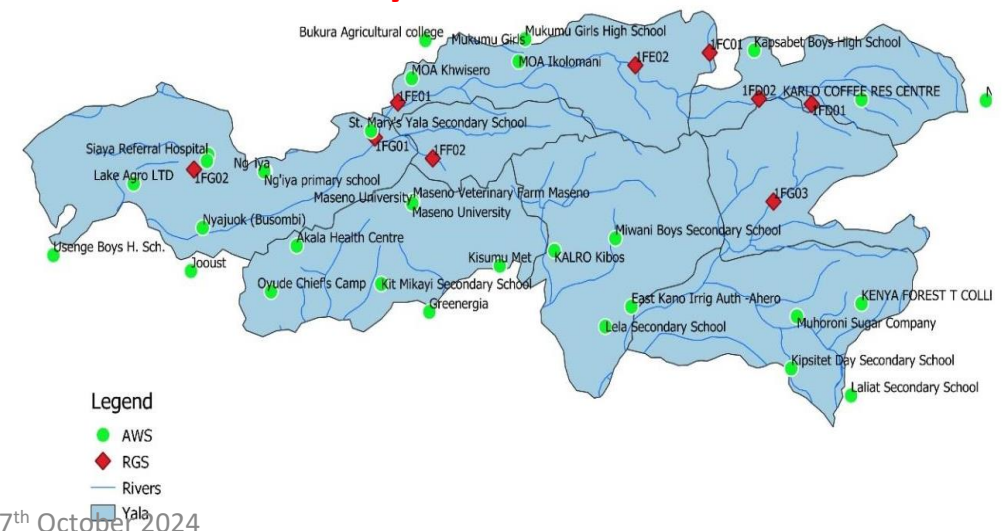 Bukura Agricultural college
Mukumu Girls
Mukumu Girls High School
1FC01
Kapsabet Boys High School
1FE02
MOA Ikolomani
MOA Khwisero
1FE01
1FD02
KARLO COFFEE RES CENTRE
1FD01
St. Mary's Yala Secondary School
1FG01
1FF02
Siaya Referral Hospital
Ng iya
Lake Agro LTD
1FG02
Ng'iya primary school
Maseno University
Maseno Veterinary Farm Maseno
Maseno University
1FG03
Nyajuok (Busombi)
Akala Health Centre
Miwani Boys Secondary School
Usenge Boys H. Sch.
Jooust
Kisumu Met
KALRO Kibos
Oyude Chief's Camp
Kit Mikayi Secondary School
Greenergia
East Kano Irrig Auth -Ahero
KENYA FOREST T COLLI
Lela Secondary School
Muhoroni Sugar Company
Kipsitet Day Secondary School
Laliat Secondary School
Legend
AWS
RGS
Rivers
Yala
7th October 2024